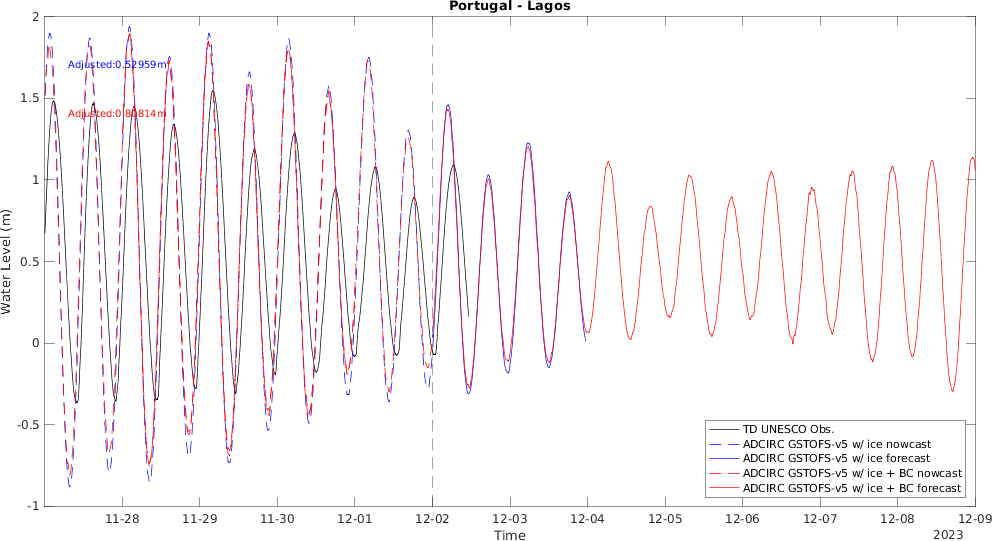 Portugal - Lagos
2
1.5
1
0.5
0
-0.5
-1
Water Level (m)
Adjusted:0.52959m
Adjusted:0.80814m
TD UNESCO Obs.
ADCIRC GSTOFS-v5 w/ ice nowcast
ADCIRC GSTOFS-v5 w/ ice forecast
ADCIRC GSTOFS-v5 w/ ice + BC nowcast
ADCIRC GSTOFS-v5 w/ ice + BC forecast
11-28 11-29 11-30 12-01 12-02 12-03 12-04 12-05 12-06 12-07 12-08 12-09
Time
2023